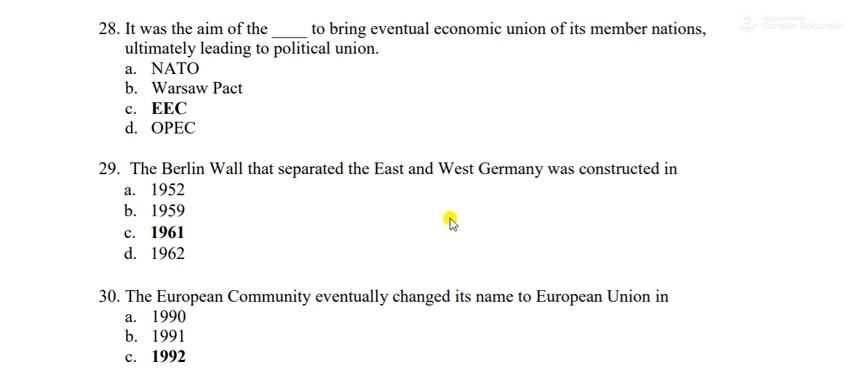 28. It was the aim of the ____ to bring eventual economic union of its member nations,
ultimately leading to political union.
a. NATO
b. Warsaw Pact
c. EEC
d. OPEC
29. The Berlin Wall that separated the East and West Germany was constructed in
a. 1952
b. 1959
c. 1961
d. 1962
30. The European Community eventually changed its name to European Union in
a. 1990
b. 1991
c. 1992